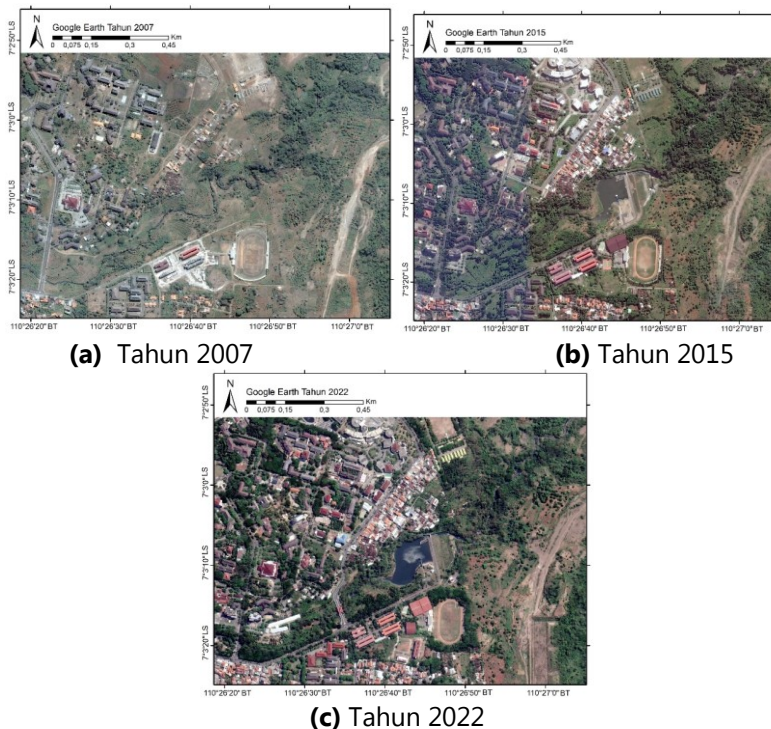 N
Google Earth Tahun 2007
Km
0 0,075 0,15 0,3 0,45
7°2'50" LS
7°3'0" LS
7°3'10" LS
7°3'20" LS
110°26'20" BT 110°26'30" BT 110°26'40" BT 110°26'50" BT 110°27'0" BT
(a) Tahun 2007
N
Google Earth Tahun 2015
Km
0 0,075 0,15 0,3 0,45
7°2'50" LS
7°3'0" LS
7°3'10" LS
7°3'20" LS
110°26'20" BT 110°26'30" BT 110°26'40" BT 110°26'50" BT 110°27'0" BT
(b) Tahun 2015
N
Google Earth Tahun 2022
Km
0 0,075 0,15 0,3 0,45
7°2'50" LS
7°3'0" LS
7°3'10" LS
7°3'20" LS
110°26'20" BT 110°26'30" BT 110°26'40" BT 110°26'50" BT 110°27'0" BT
(c) Tahun 2022